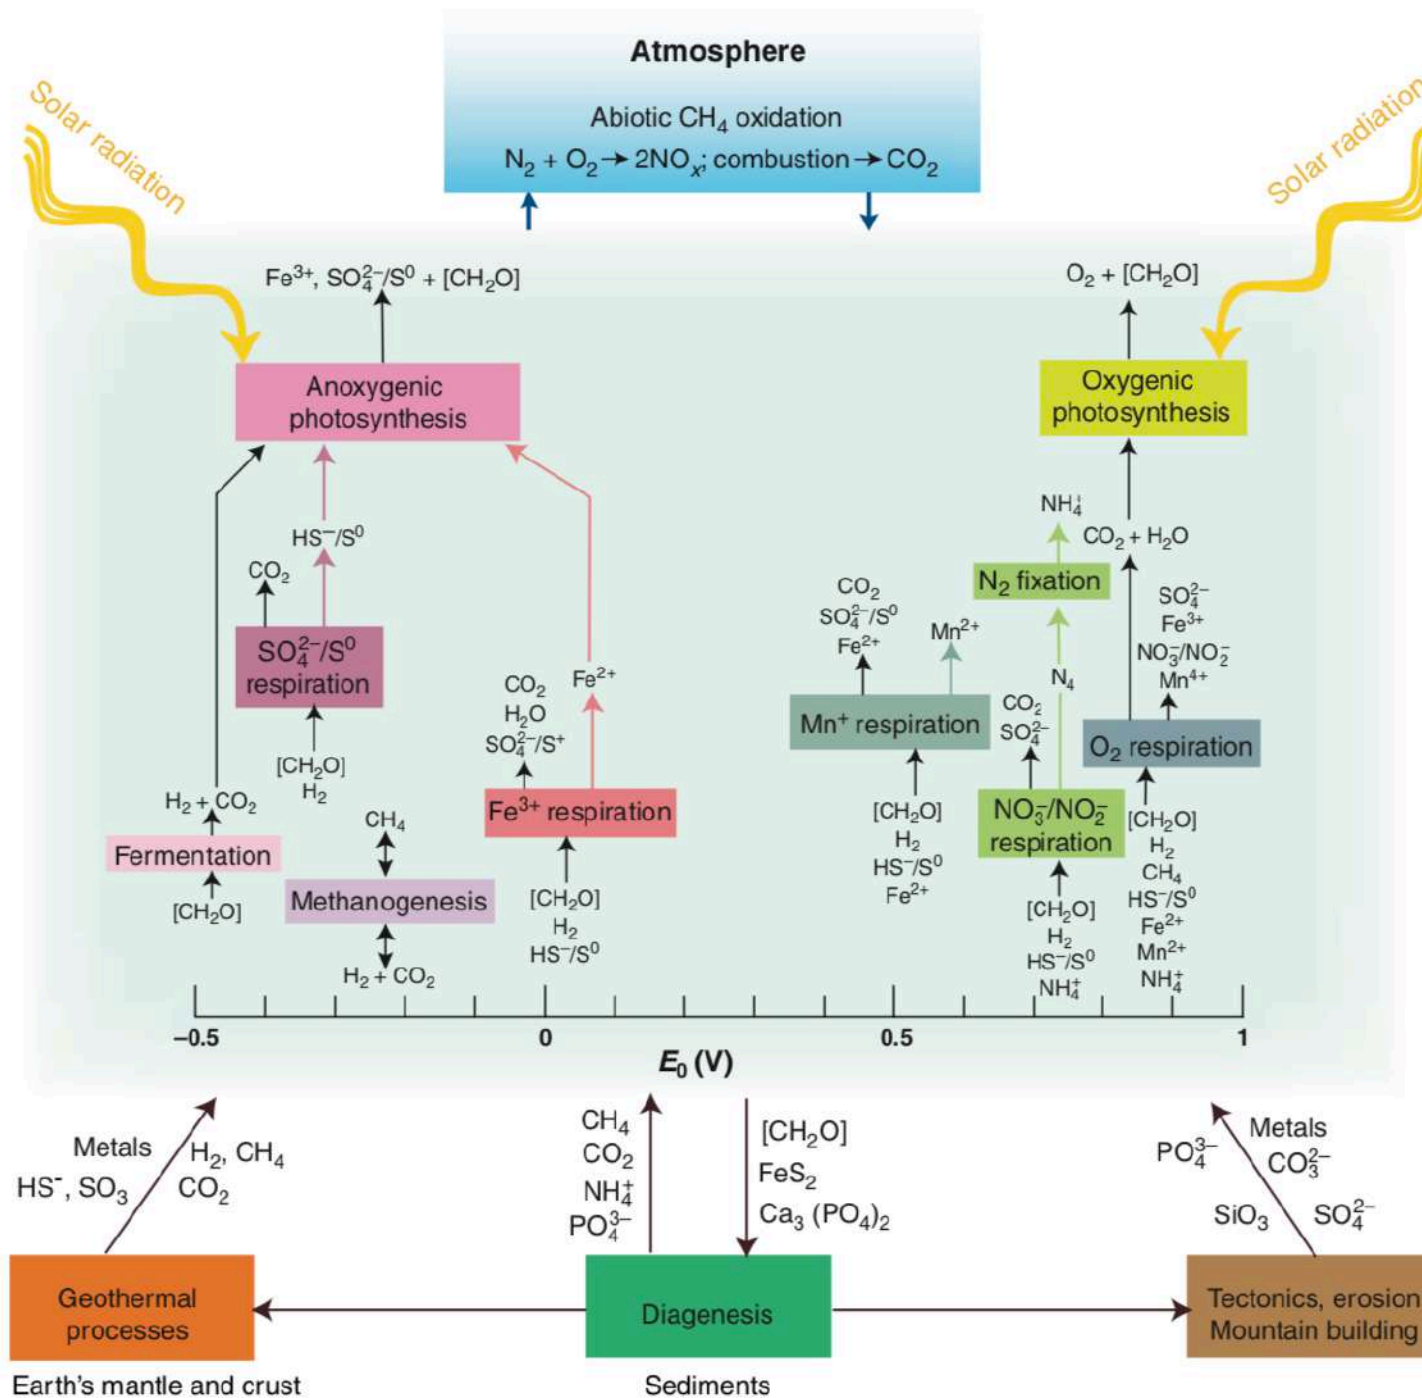 Atmosphere
Abiotic CH₄ oxidation
N₂ + O₂ → 2NOₓ; combustion → CO₂
Solar radiation
Solar radiation
Fe³⁺, SO₄²⁻/S⁰ + [CH₂O]
O₂ + [CH₂O]
Anoxygenic
photosynthesis
Oxygenic
photosynthesis
HS⁻/S⁰
CO₂
SO₄²⁻/S⁰
respiration
[CH₂O]
H₂
H₂ + CO₂
Fermentation
[CH₂O]
CH₄
Methanogenesis
H₂ + CO₂
Fe²⁺
CO₂
H₂O
SO₄²⁻/S⁺
Fe³⁺ respiration
[CH₂O]
H₂
HS⁻/S⁰
CO₂
SO₄²⁻/S⁰
Fe²⁺
Mn²⁺
Mn⁺ respiration
[CH₂O]
H₂
HS⁻/S⁰
Fe²⁺
NH₄⁺
N₂ fixation
N₄
CO₂
SO₄²⁻
NO₃⁻/NO₂⁻
respiration
[CH₂O]
H₂
HS⁻/S⁰
NH₄⁺
CO₂ + H₂O
SO₄²⁻
Fe³⁺
NO₃⁻/NO₂⁻
Mn⁴⁺
O₂ respiration
[CH₂O]
H₂
CH₄
HS⁻/S⁰
Fe²⁺
Mn²⁺
NH₄⁺
−0.5 0 0.5 1
E₀ (V)
Metals
HS⁻, SO₃
H₂, CH₄
CO₂
CH₄
CO₂
NH₄⁺
PO₄³⁻
[CH₂O]
FeS₂
Ca₃ (PO₄)₂
PO₄³⁻
Metals
CO₃²⁻
SiO₃
SO₄²⁻
Geothermal
processes
Diagenesis
Tectonics, erosion
Mountain building
Earth's mantle and crust
Sediments